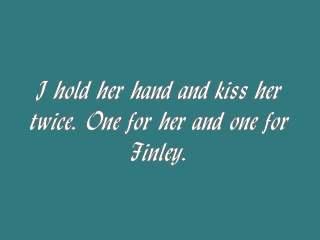 I hold her hand and kiss her
twice. One for her and one for
Finley.